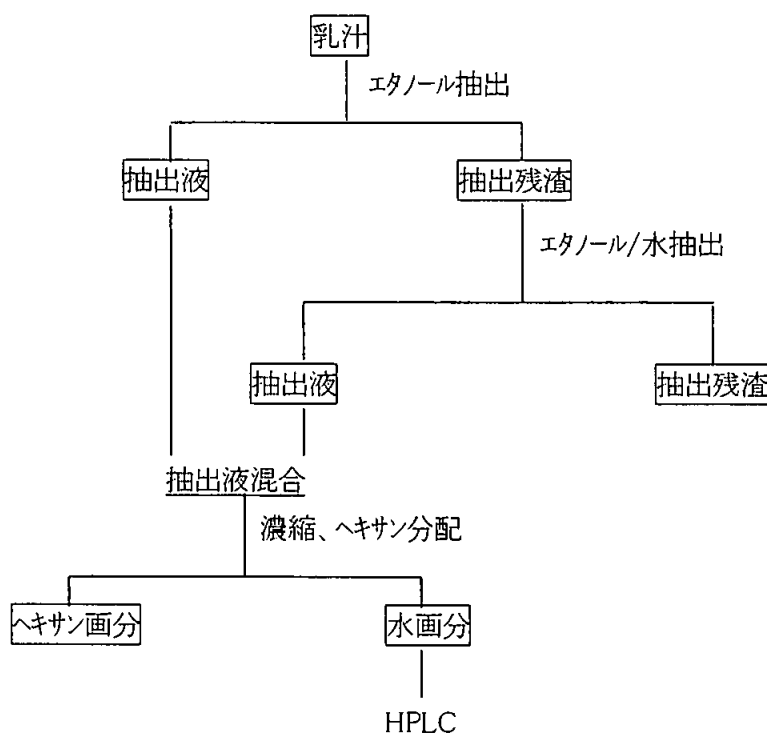 乳汁
エタノール抽出
抽出液
抽出残渣
エタノール/水抽出
抽出液
抽出残渣
抽出液混合
濃縮、ヘキサン分配
ヘキサン画分
水画分
HPLC